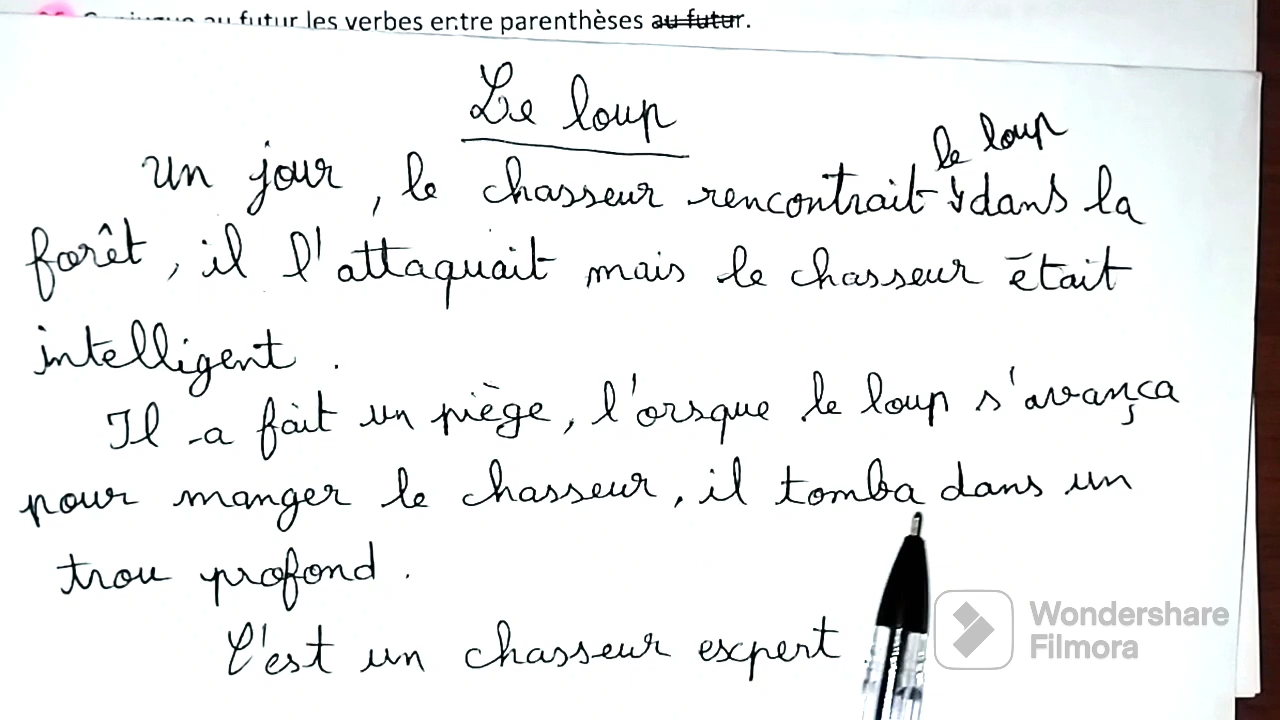 au futur les verbes entre parenthèses au futur.
Le loup
le loup
Un jour, le chasseur rencontrait dans la
forêt, il l'attaquait mais le chasseur était
intelligent.
Il a fait un piège, l'orsque le loup s'avança
pour manger le chasseur, il tomba dans un
trou profond.
C'est un chasseur expert
Wondershare
Filmora